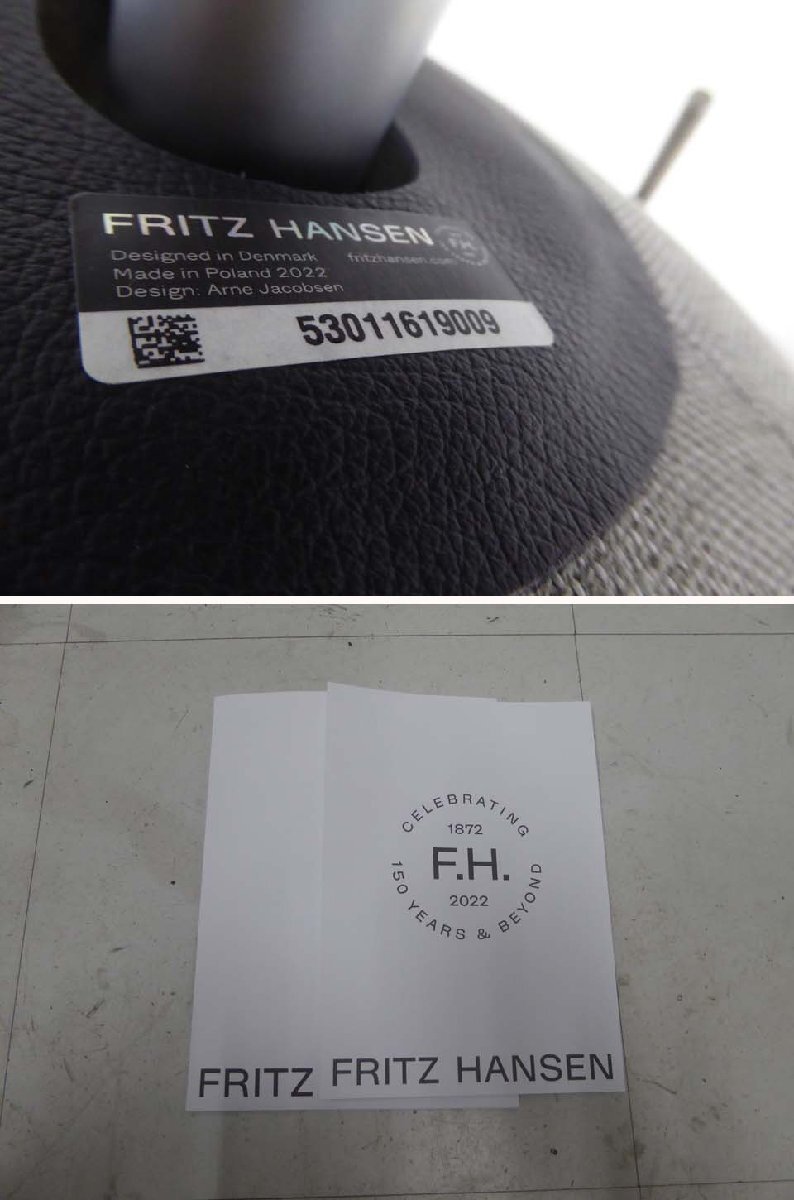 FRITZ HANSEN
F.H.
Designed in Denmark
fritzhansen.com
Made in Poland 2022
Design: Arne Jacobsen
53011619009
CELEBRATING
1872
F.H.
2022
150 YEARS & BEYOND
FRITZ
FRITZ HANSEN